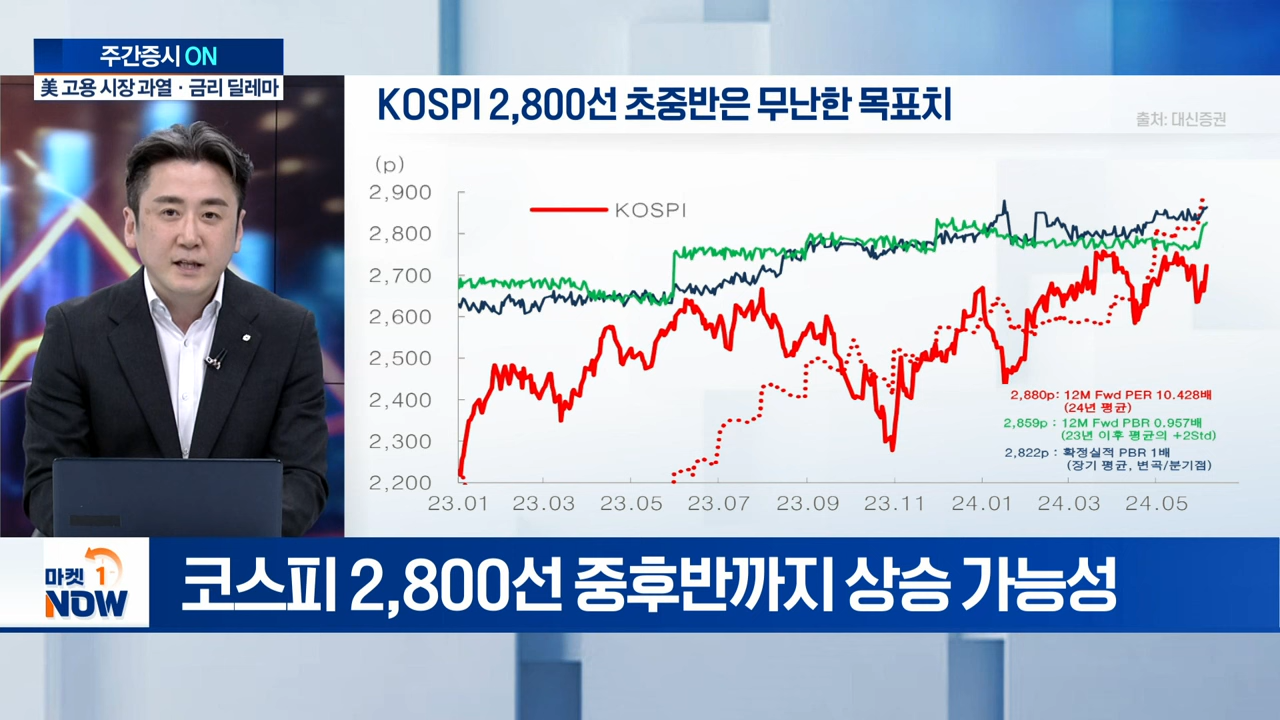 주간증시 ON
美 고용 시장 과열 · 금리 딜레마
KOSPI 2,800선 초중반은 무난한 목표치
출처: 대신증권
(p)
2,900
2,800
2,700
2,600
2,500
2,400
2,300
2,200
KOSPI
2,880p: 12M Fwd PER 10.428배
(24년 평균)
2,859p : 12M Fwd PBR 0.957배
(23년 이후 평균의 +2Std)
2,822p : 확정실적 PBR 1배
(장기 평균, 변곡/분기점)
23.01 23.03 23.05 23.07 23.09 23.11 24.01 24.03 24.05
마켓 1
NOW
코스피 2,800선 중후반까지 상승 가능성